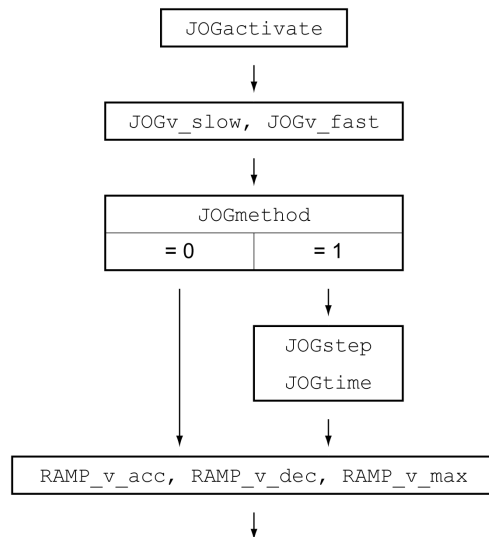 JOGactivate
JOGv_slow, JOGv_fast
JOGmethod
= 0
= 1
JOGstep
JOGtime
RAMP_v_acc, RAMP_v_dec, RAMP_v_max